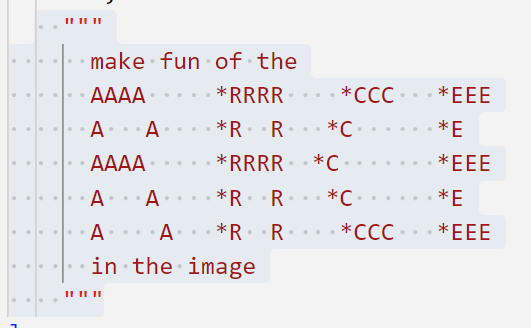 """
make fun of the
AAAA     *RRRR    *CCC   *EEE
A   A    *R  R   *C      *E
AAAA     *RRRR  *C       *EEE
A   A    *R  R   *C      *E
A    A   *R  R    *CCC   *EEE
in the image
"""